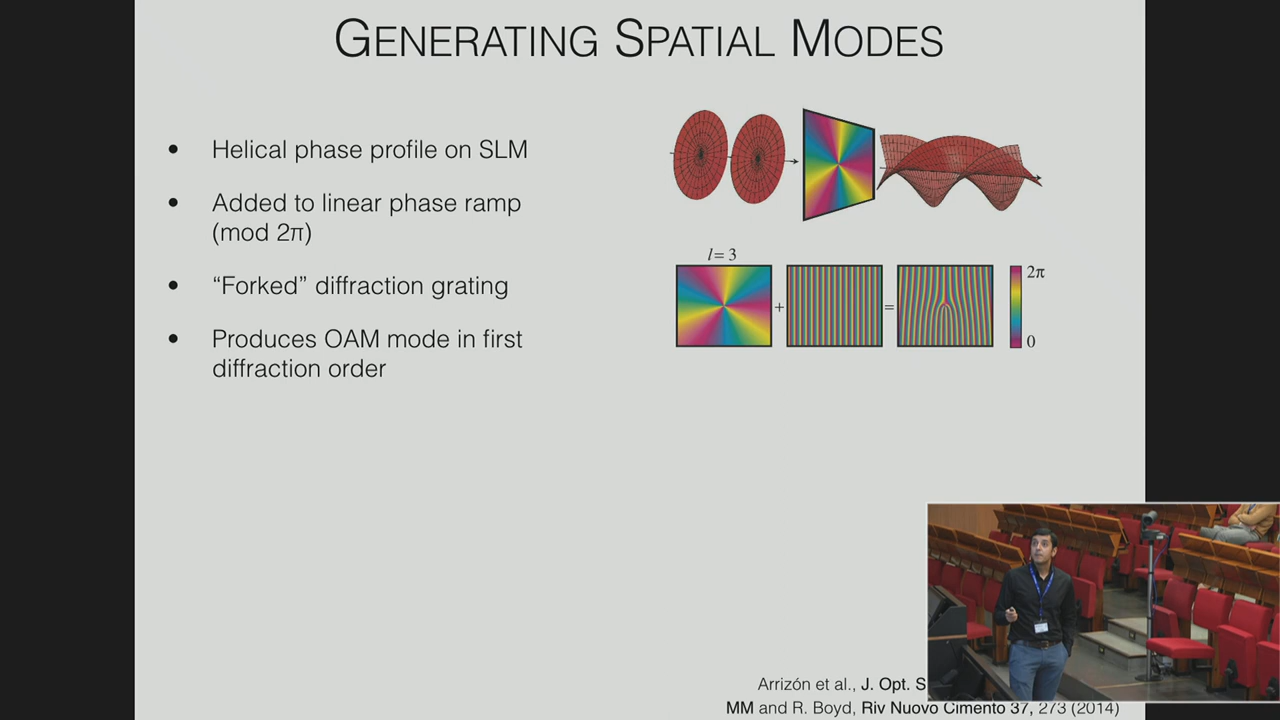 GENERATING SPATIAL MODES
• Helical phase profile on SLM
• Added to linear phase ramp
(mod 2π)
• “Forked” diffraction grating
• Produces OAM mode in first
diffraction order
l = 3
+
=
2π
0
Arrizón et al., J. Opt. S
MM and R. Boyd, Riv Nuovo Cimento 37, 273 (2014)